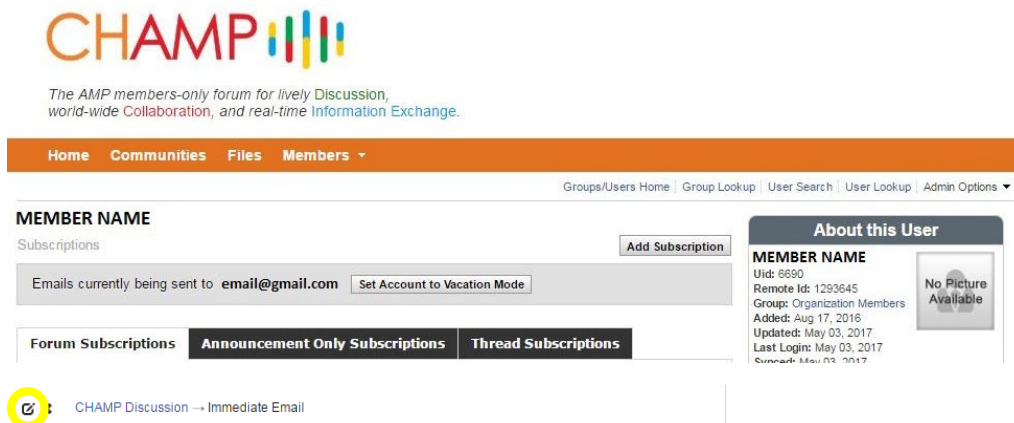 CHAMP
The AMP members-only forum for lively Discussion,
world-wide Collaboration, and real-time Information Exchange.
Home Communities Files Members
Groups/Users Home Group Lookup User Search User Lookup Admin Options
MEMBER NAME
Subscriptions
Add Subscription
Emails currently being sent to email@gmail.com Set Account to Vacation Mode
Forum Subscriptions Announcement Only Subscriptions Thread Subscriptions
CHAMP Discussion → Immediate Email
About this User
MEMBER NAME
Uid: 6690
Remote Id: 1293645
Group: Organization Members
Added: Aug 17, 2016
Updated: May 03, 2017
Last Login: May 03, 2017
Synced: May 03, 2017
No Picture
Available